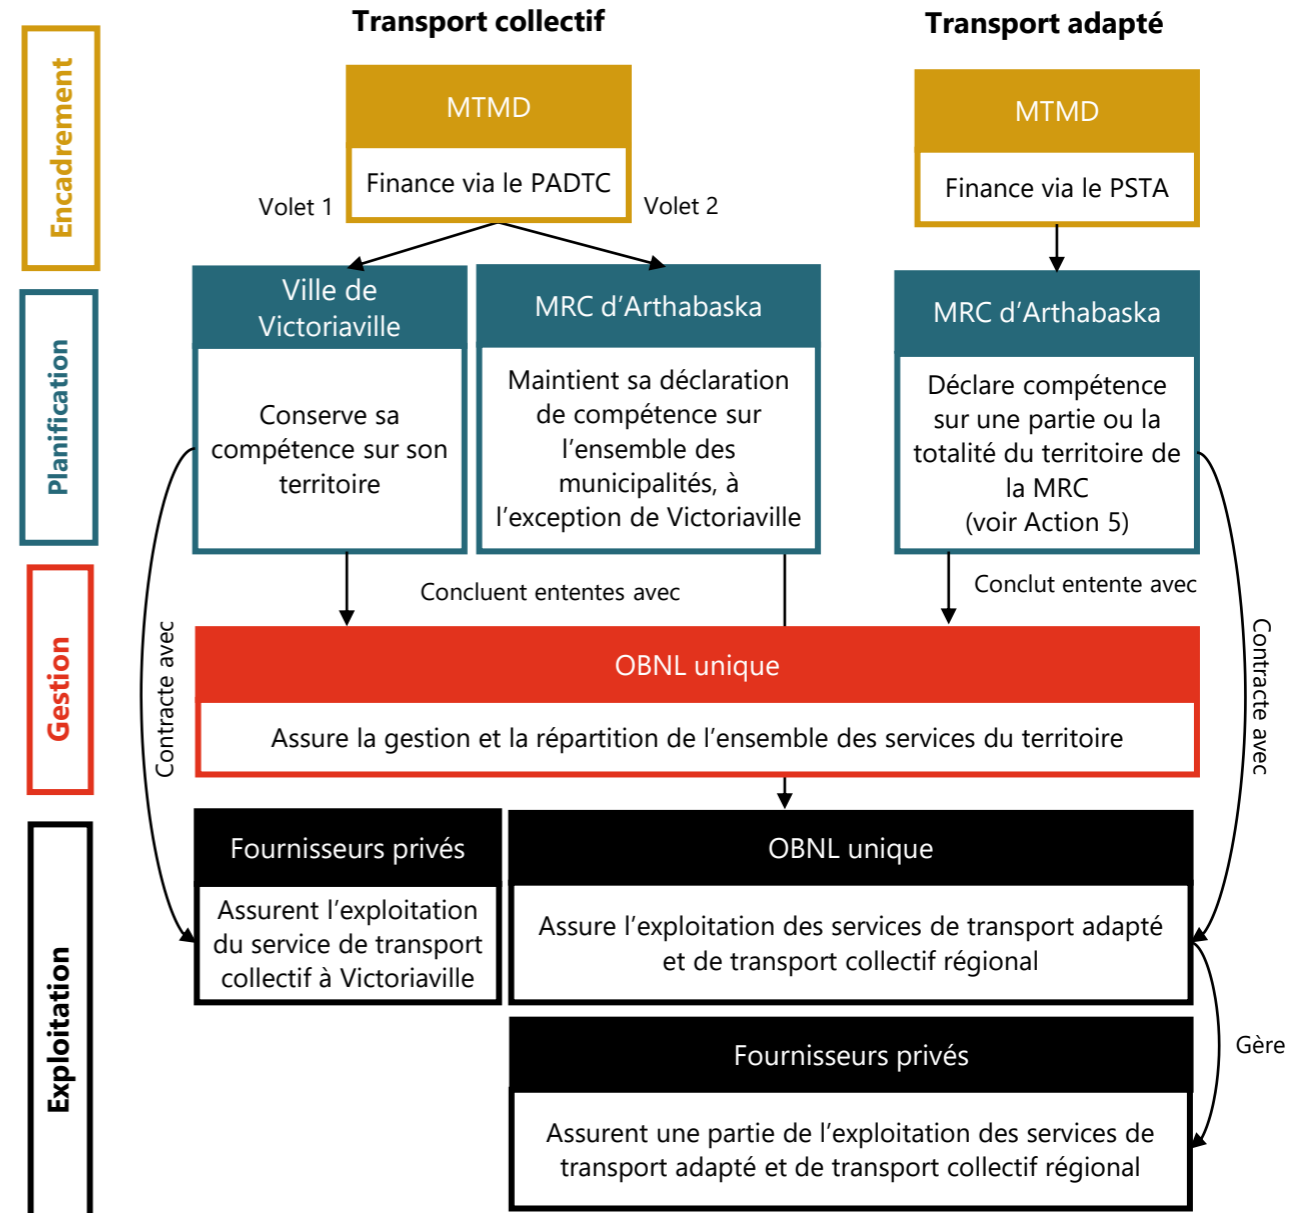 Transport collectif
Transport adapté
Encadrement
MTMD
Finance via le PADTC
Volet 1
Volet 2
MTMD
Finance via le PSTA
Planification
Ville de
Victoriaville
Conserve sa
compétence sur son
territoire
MRC d'Arthabaska
Maintient sa déclaration
de compétence sur
l'ensemble des
municipalités, à
l'exception de Victoriaville
MRC d'Arthabaska
Déclare compétence
sur une partie ou la
totalité du territoire de
la MRC
(voir Action 5)
Concluent ententes avec
Conclut entente avec
Contracte avec
Contracte avec
Gestion
OBNL unique
Assure la gestion et la répartition de l'ensemble des services du territoire
Exploitation
Fournisseurs privés
Assurent l'exploitation
du service de transport
collectif à Victoriaville
OBNL unique
Assure l'exploitation des services de transport adapté
et de transport collectif régional
Gère
Fournisseurs privés
Assurent une partie de l'exploitation des services de
transport adapté et de transport collectif régional